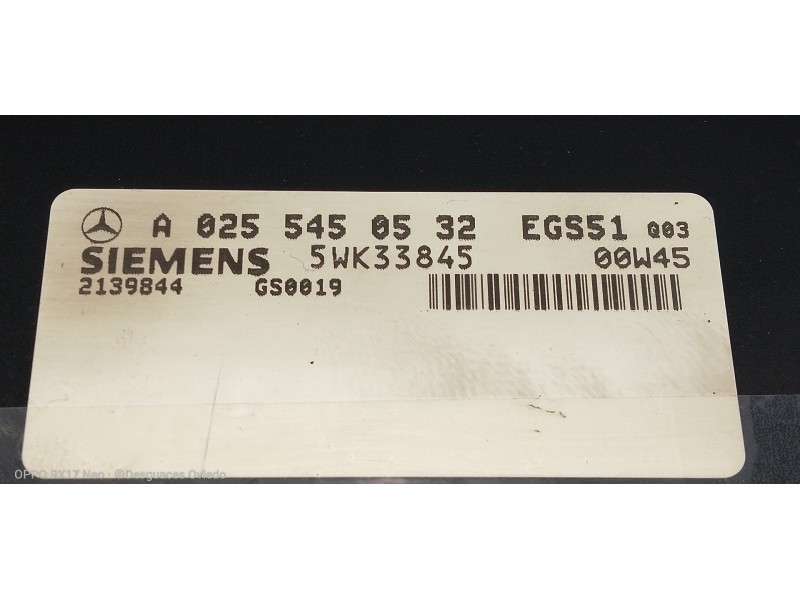 A 025 545 05 32 EGS51 Q03
SIEMENS 5WK33845 00W45
2139844 GS0019
OPPO RX17 Neo · ©Desguaces Oviedo